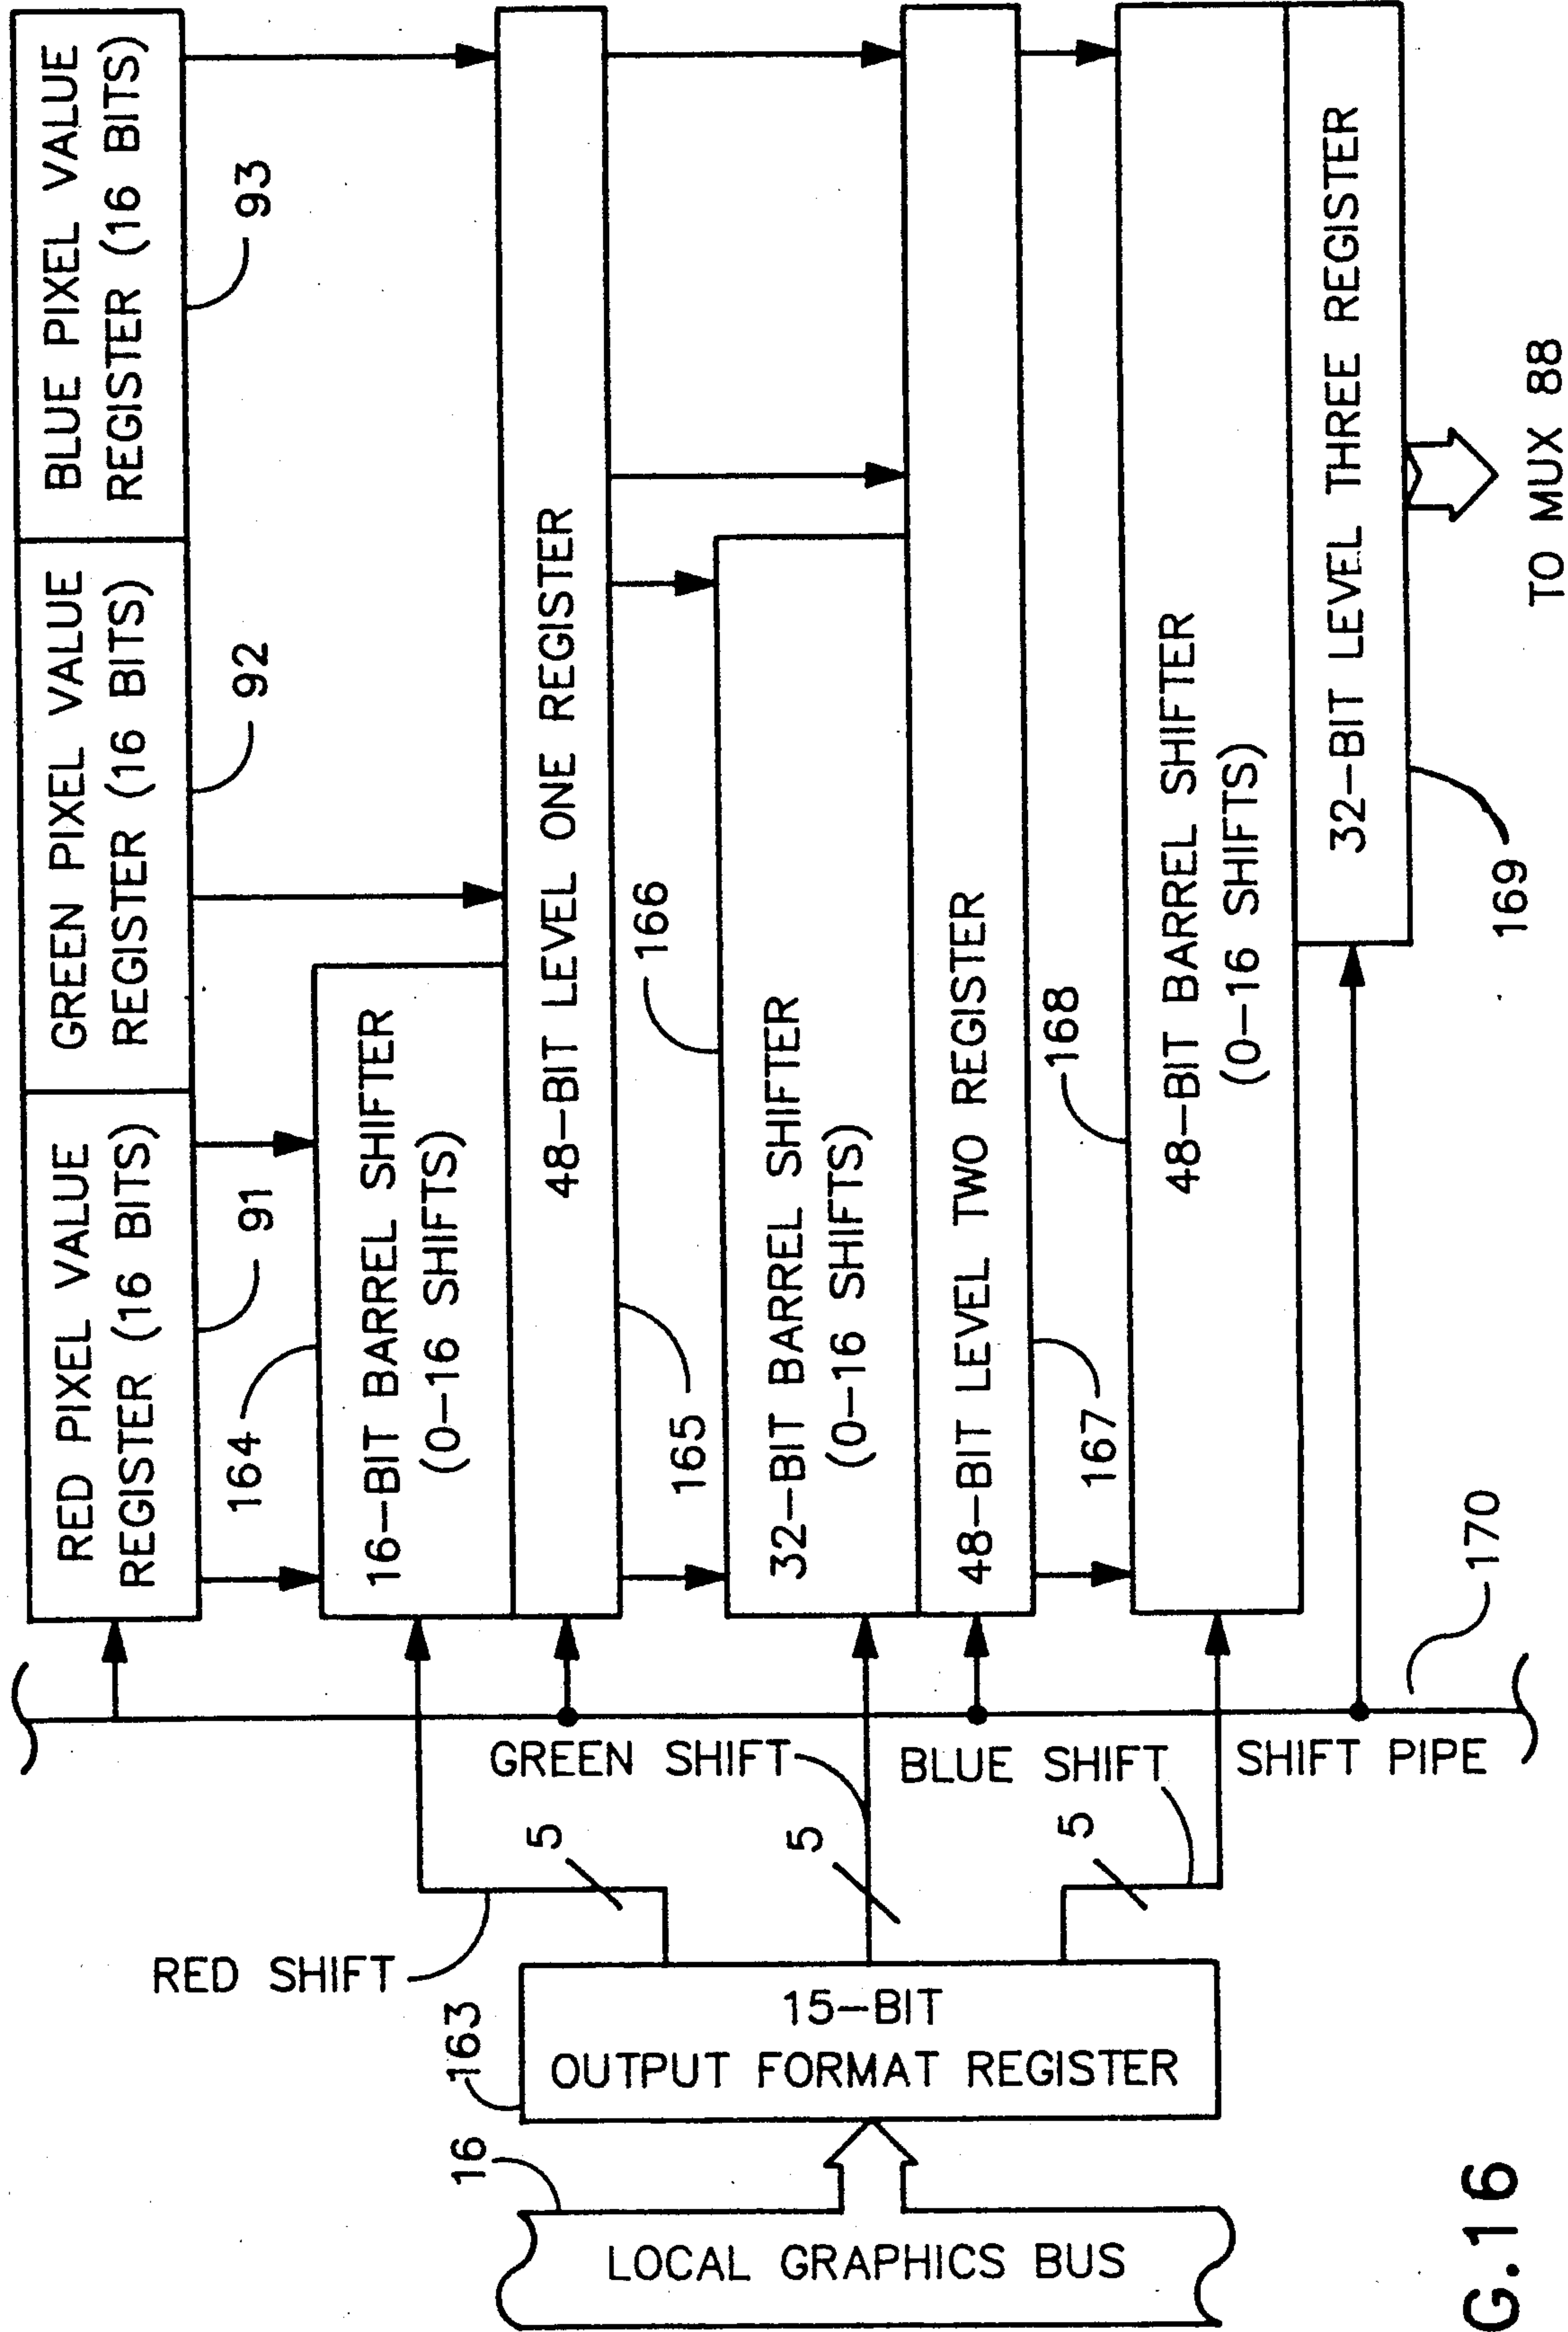 RED PIXEL VALUE
REGISTER (16 BITS)
GREEN PIXEL VALUE
REGISTER (16 BITS)
BLUE PIXEL VALUE
REGISTER (16 BITS)
91
92
93
164
16–BIT BARREL SHIFTER
(0–16 SHIFTS)
48–BIT LEVEL ONE REGISTER
165
166
32–BIT BARREL SHIFTER
(0–16 SHIFTS)
48–BIT LEVEL TWO REGISTER
167
168
48–BIT BARREL SHIFTER
(0–16 SHIFTS)
32–BIT LEVEL THREE REGISTER
169
TO MUX 88
170
SHIFT PIPE
RED SHIFT
5
GREEN SHIFT
5
BLUE SHIFT
5
163
15–BIT
OUTPUT FORMAT REGISTER
16
LOCAL GRAPHICS BUS
G.16